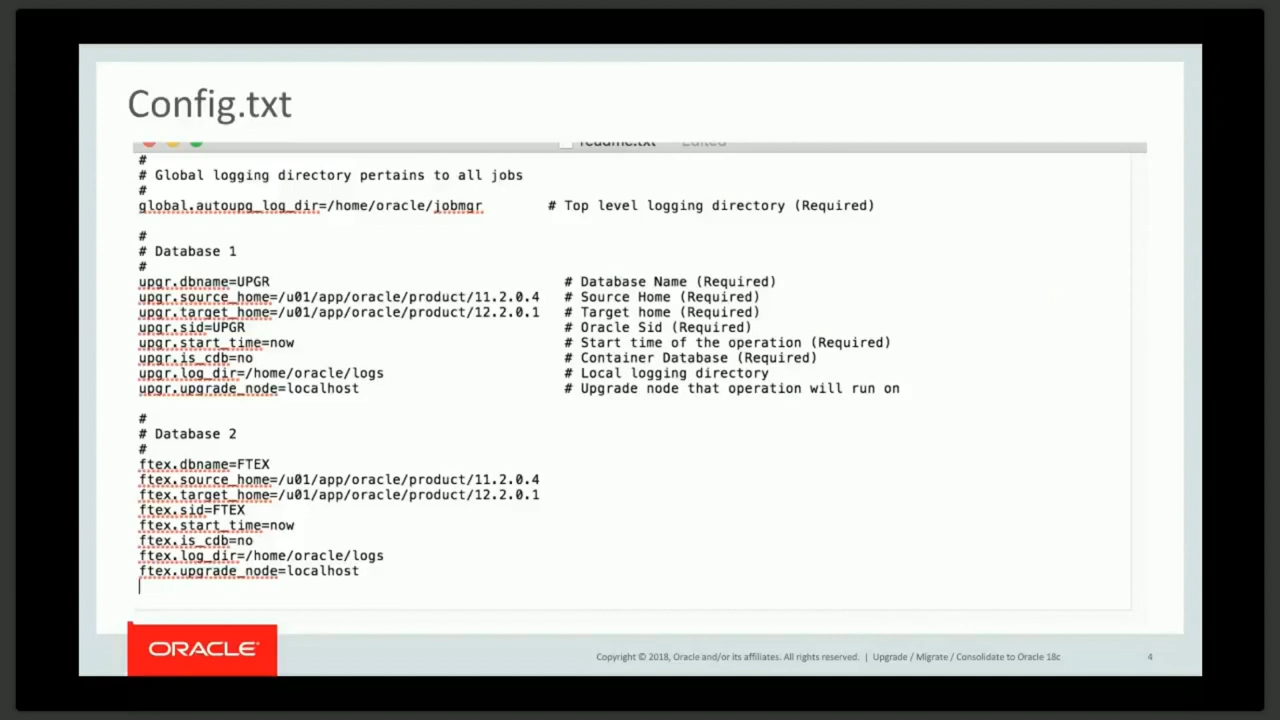 Config.txt
readme.txt Edited
#
# Global logging directory pertains to all jobs
#
global.autoupg_log_dir=/home/oracle/jobmgr # Top level logging directory (Required)
#
# Database 1
#
upgr.dbname=UPGR # Database Name (Required)
upgr.source_home=/u01/app/oracle/product/11.2.0.4 # Source Home (Required)
upgr.target_home=/u01/app/oracle/product/12.2.0.1 # Target home (Required)
upgr.sid=UPGR # Oracle Sid (Required)
upgr.start_time=now # Start time of the operation (Required)
upgr.is_cdb=no # Container Database (Required)
upgr.log_dir=/home/oracle/logs # Local logging directory
upgr.upgrade_node=localhost # Upgrade node that operation will run on
#
# Database 2
#
ftex.dbname=FTEX
ftex.source_home=/u01/app/oracle/product/11.2.0.4
ftex.target_home=/u01/app/oracle/product/12.2.0.1
ftex.sid=FTEX
ftex.start_time=now
ftex.is_cdb=no
ftex.log_dir=/home/oracle/logs
ftex.upgrade_node=localhost
ORACLE®
Copyright © 2018, Oracle and/or its affiliates. All rights reserved. | Upgrade / Migrate / Consolidate to Oracle 18c 4